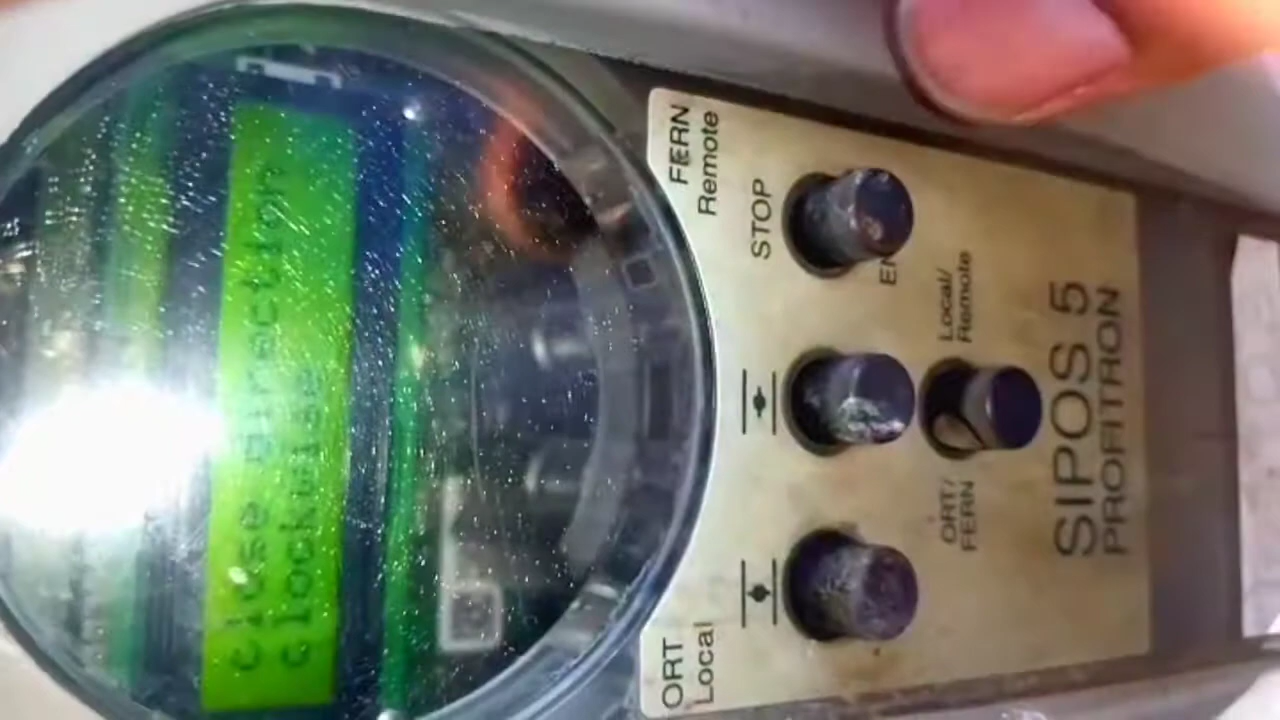 Close direction
clockwise
FERN
Remote
STOP
Local/
Remote
ORT/
FERN
ORT
Local
SIPOS 5
PROFITRON